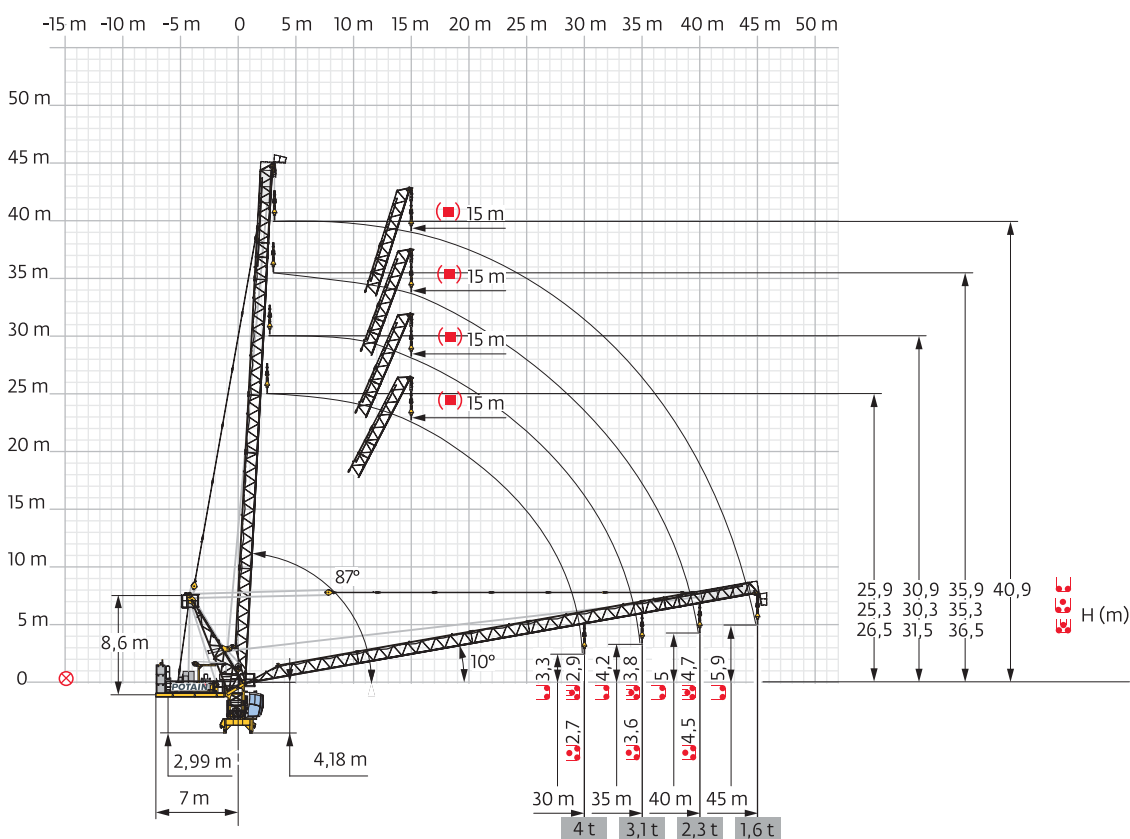 -15 m -10 m -5 m 0 5 m 10 m 15 m 20 m 25 m 30 m 35 m 40 m 45 m 50 m
50 m
45 m
40 m
35 m
30 m
25 m
20 m
15 m
10 m
5 m
0
15 m
15 m
15 m
15 m
87°
10°
8,6 m
POTAIN
25,9 30,9 35,9 40,9
25,3 30,3 35,3
26,5 31,5 36,5
H (m)
3,3 2,9 4,2 3,8 5 4,7 5,9
2,7 3,6 4,5
2,99 m 4,18 m
7 m
30 m 35 m 40 m 45 m
4 t 3,1 t 2,3 t 1,6 t